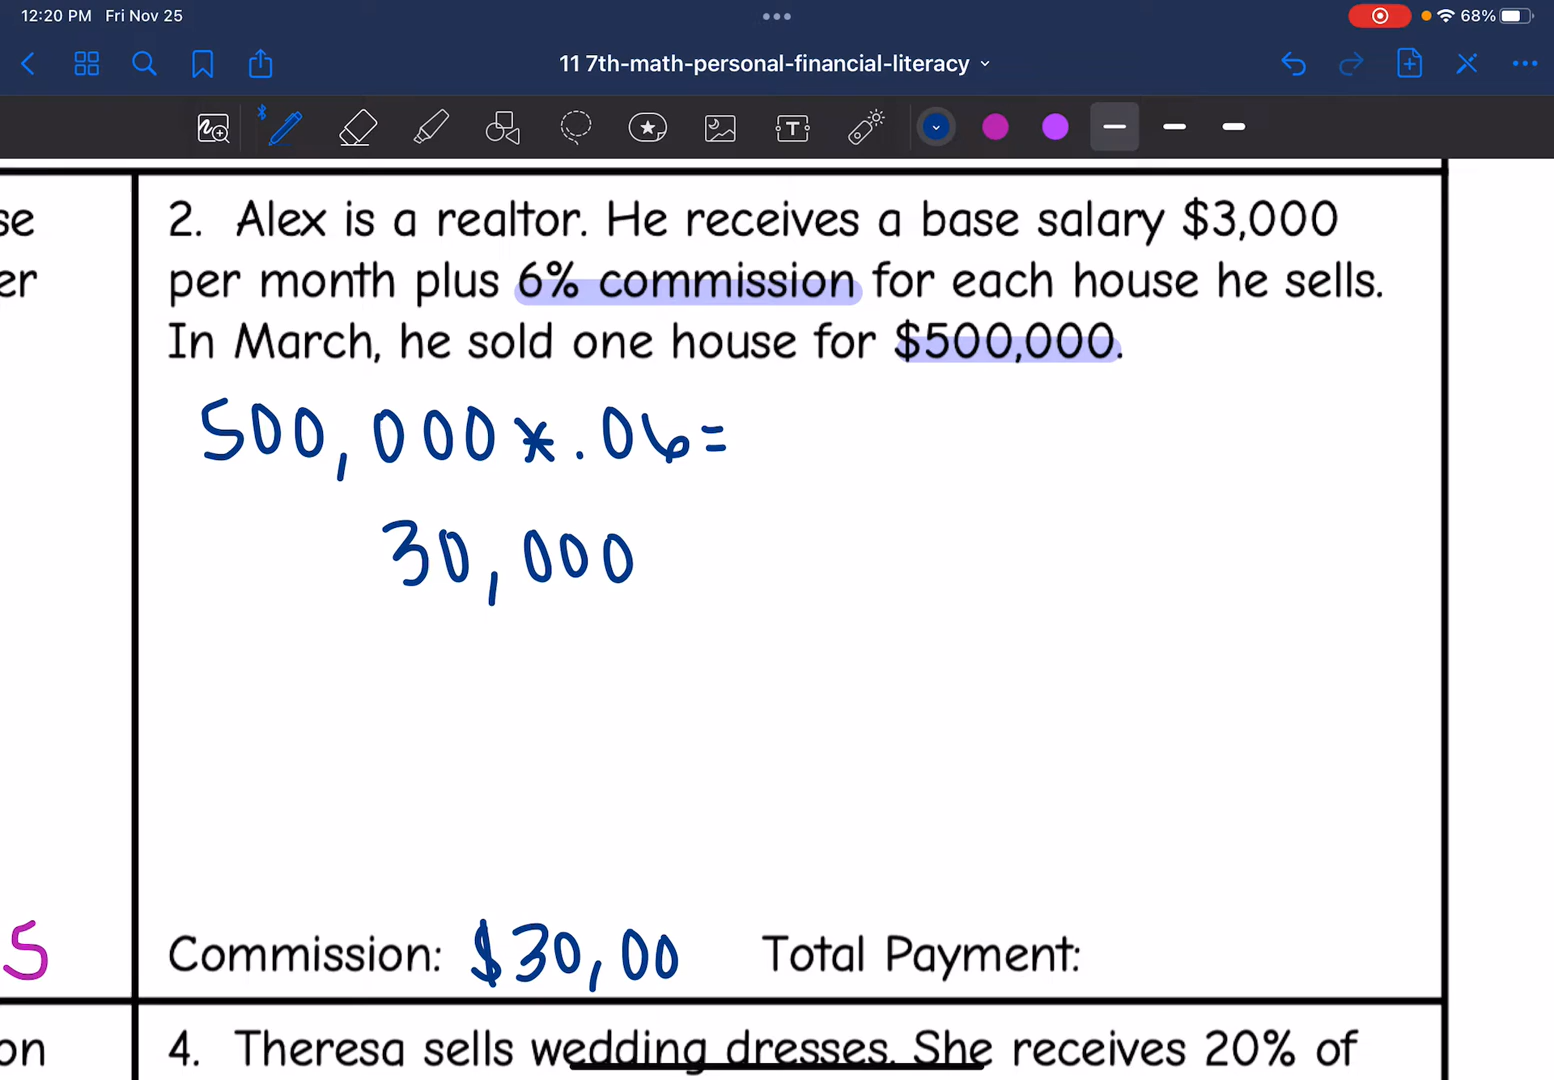 12:20 PM Fri Nov 25
68%
11 7th-math-personal-financial-literacy
T
se
er
2. Alex is a realtor. He receives a base salary $3,000
per month plus 6% commission for each house he sells.
In March, he sold one house for $500,000.
500,000 * .06 =
30,000
5
Commission: $30,00 Total Payment:
on
4. Theresa sells wedding dresses. She receives 20% of